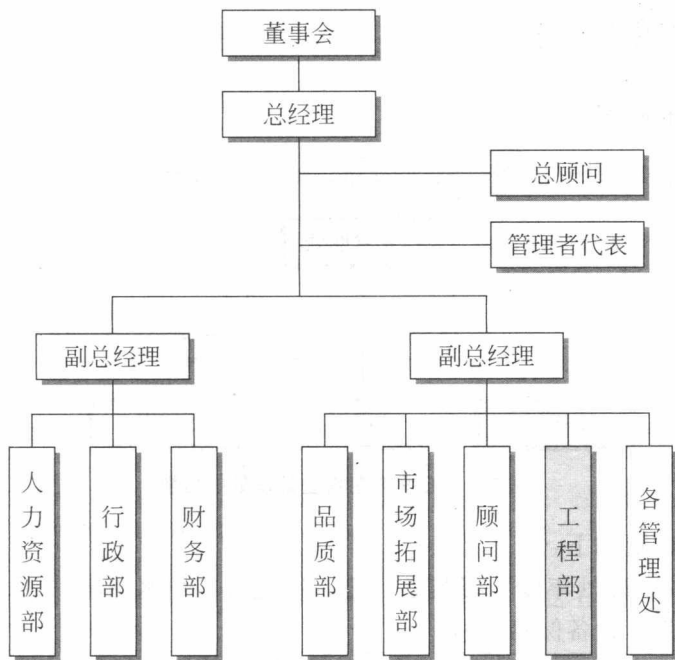 董事会
总经理
总顾问
管理者代表
副总经理
副总经理
人力资源部
行政部
财务部
品质部
市场拓展部
顾问部
工程部
各管理处